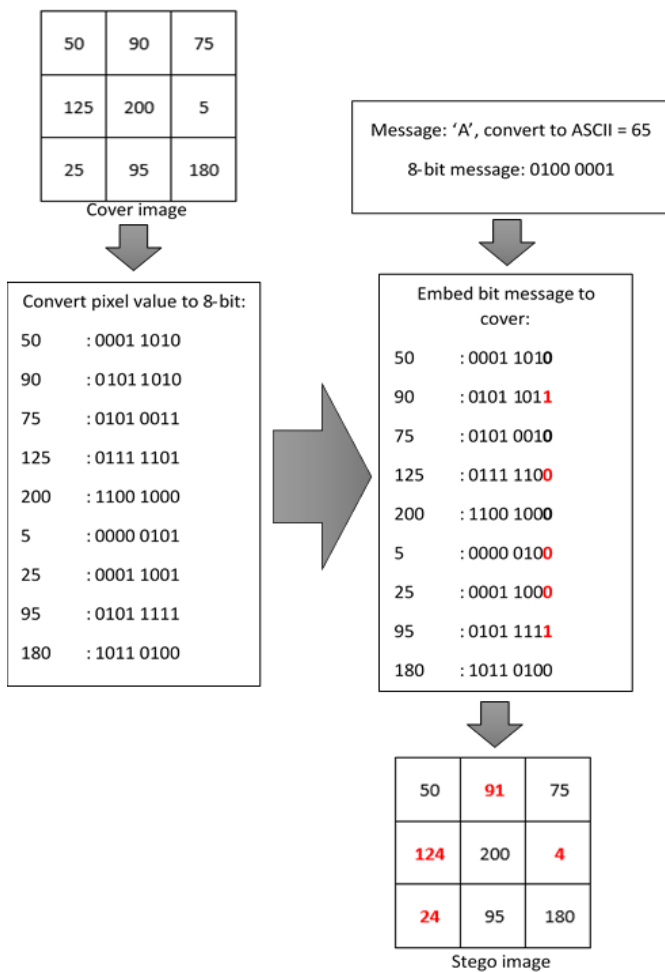 50 90 75
125 200 5
25 95 180
Cover image
Message: ‘A’, convert to ASCII = 65
8-bit message: 0100 0001
Convert pixel value to 8-bit:
50 : 0001 1010
90 : 0101 1010
75 : 0101 0011
125 : 0111 1101
200 : 1100 1000
5 : 0000 0101
25 : 0001 1001
95 : 0101 1111
180 : 1011 0100
Embed bit message to
cover:
50 : 0001 1010
90 : 0101 1011
75 : 0101 0010
125 : 0111 1100
200 : 1100 1000
5 : 0000 0100
25 : 0001 1000
95 : 0101 1111
180 : 1011 0100
50 91 75
124 200 4
24 95 180
Stego image